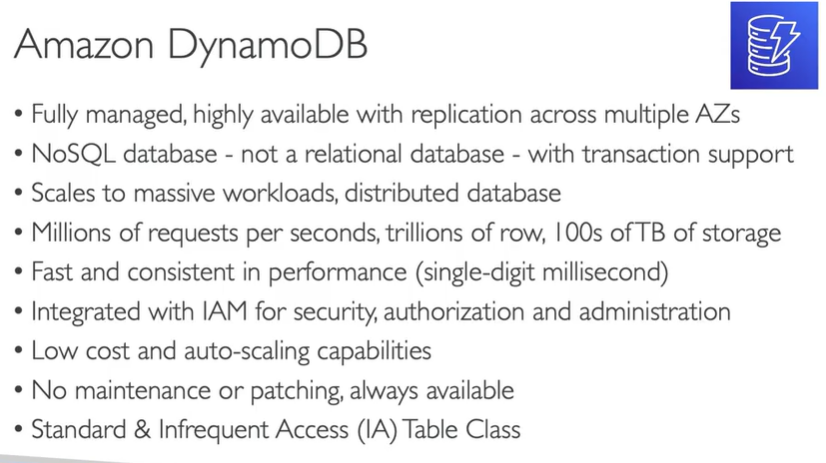 Amazon DynamoDB
• Fully managed, highly available with replication across multiple AZs
• NoSQL database - not a relational database - with transaction support
• Scales to massive workloads, distributed database
• Millions of requests per seconds, trillions of row, 100s of TB of storage
• Fast and consistent in performance (single-digit millisecond)
• Integrated with IAM for security, authorization and administration
• Low cost and auto-scaling capabilities
• No maintenance or patching, always available
• Standard & Infrequent Access (IA) Table Class